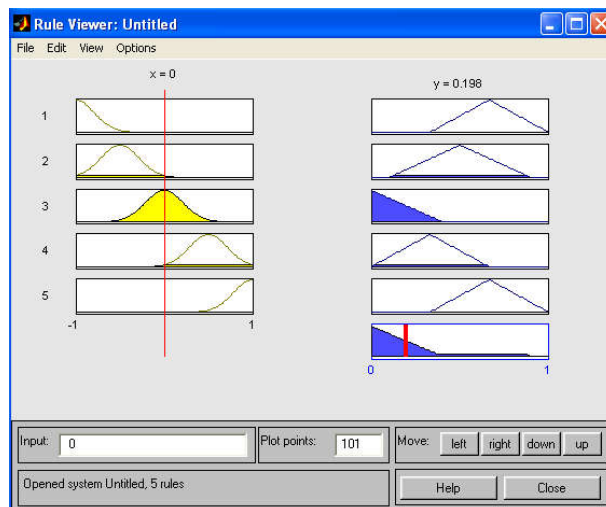 Rule Viewer: Untitled
File Edit View Options
x = 0
y = 0.198
1
2
3
4
5
-1 1
0 1
Input: 0 Plot points: 101 Move: left right down up
Opened system Untitled, 5 rules Help Close